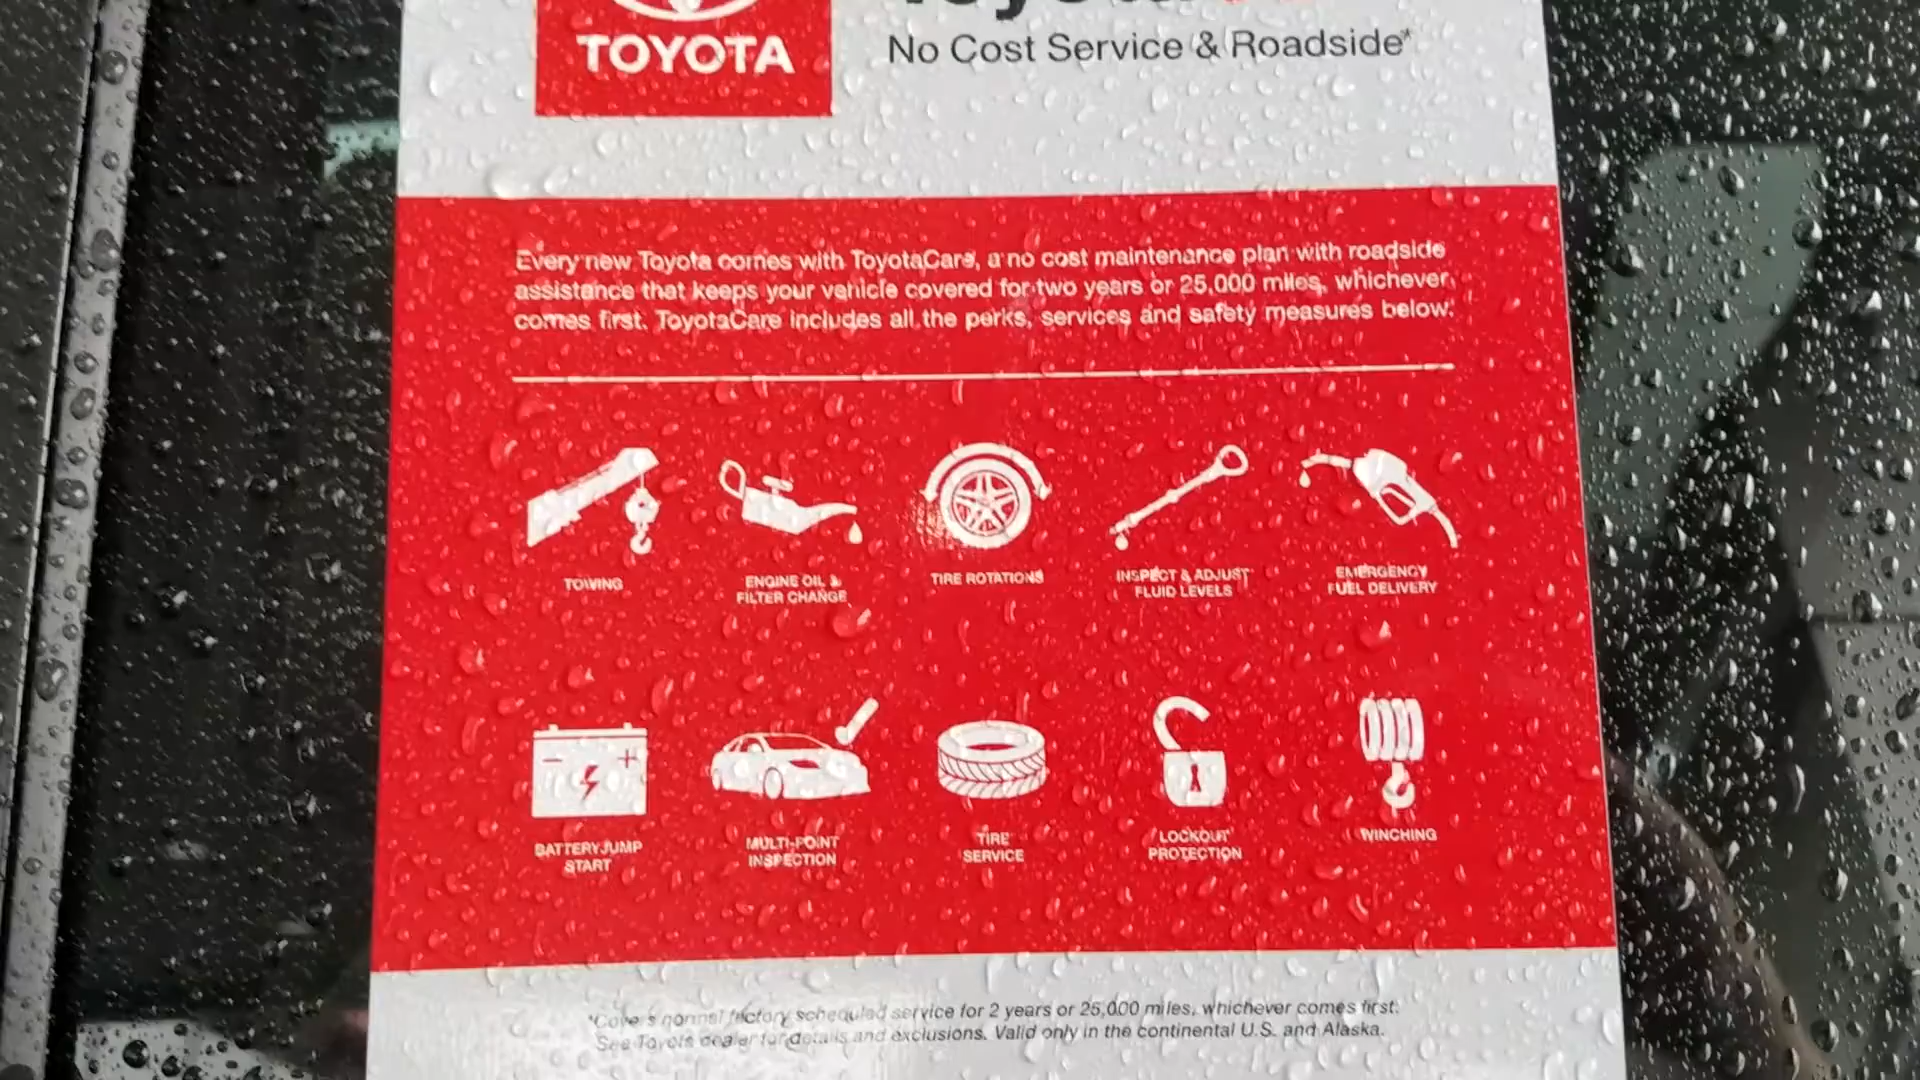 TOYOTA
No Cost Service & Roadside*
Every new Toyota comes with ToyotaCare, a no cost maintenance plan with roadside
assistance that keeps your vehicle covered for two years or 25,000 miles, whichever
comes first. ToyotaCare includes all the perks, services and safety measures below:
TOWING
ENGINE OIL &
FILTER CHANGE
TIRE ROTATIONS
INSPECT & ADJUST
FLUID LEVELS
EMERGENCY
FUEL DELIVERY
BATTERY JUMP
START
MULTI-POINT
INSPECTION
TIRE
SERVICE
LOCKOUT
PROTECTION
WINCHING
*Covers normal factory scheduled service for 2 years or 25,000 miles, whichever comes first.
See Toyota dealer for details and exclusions. Valid only in the continental U.S. and Alaska.